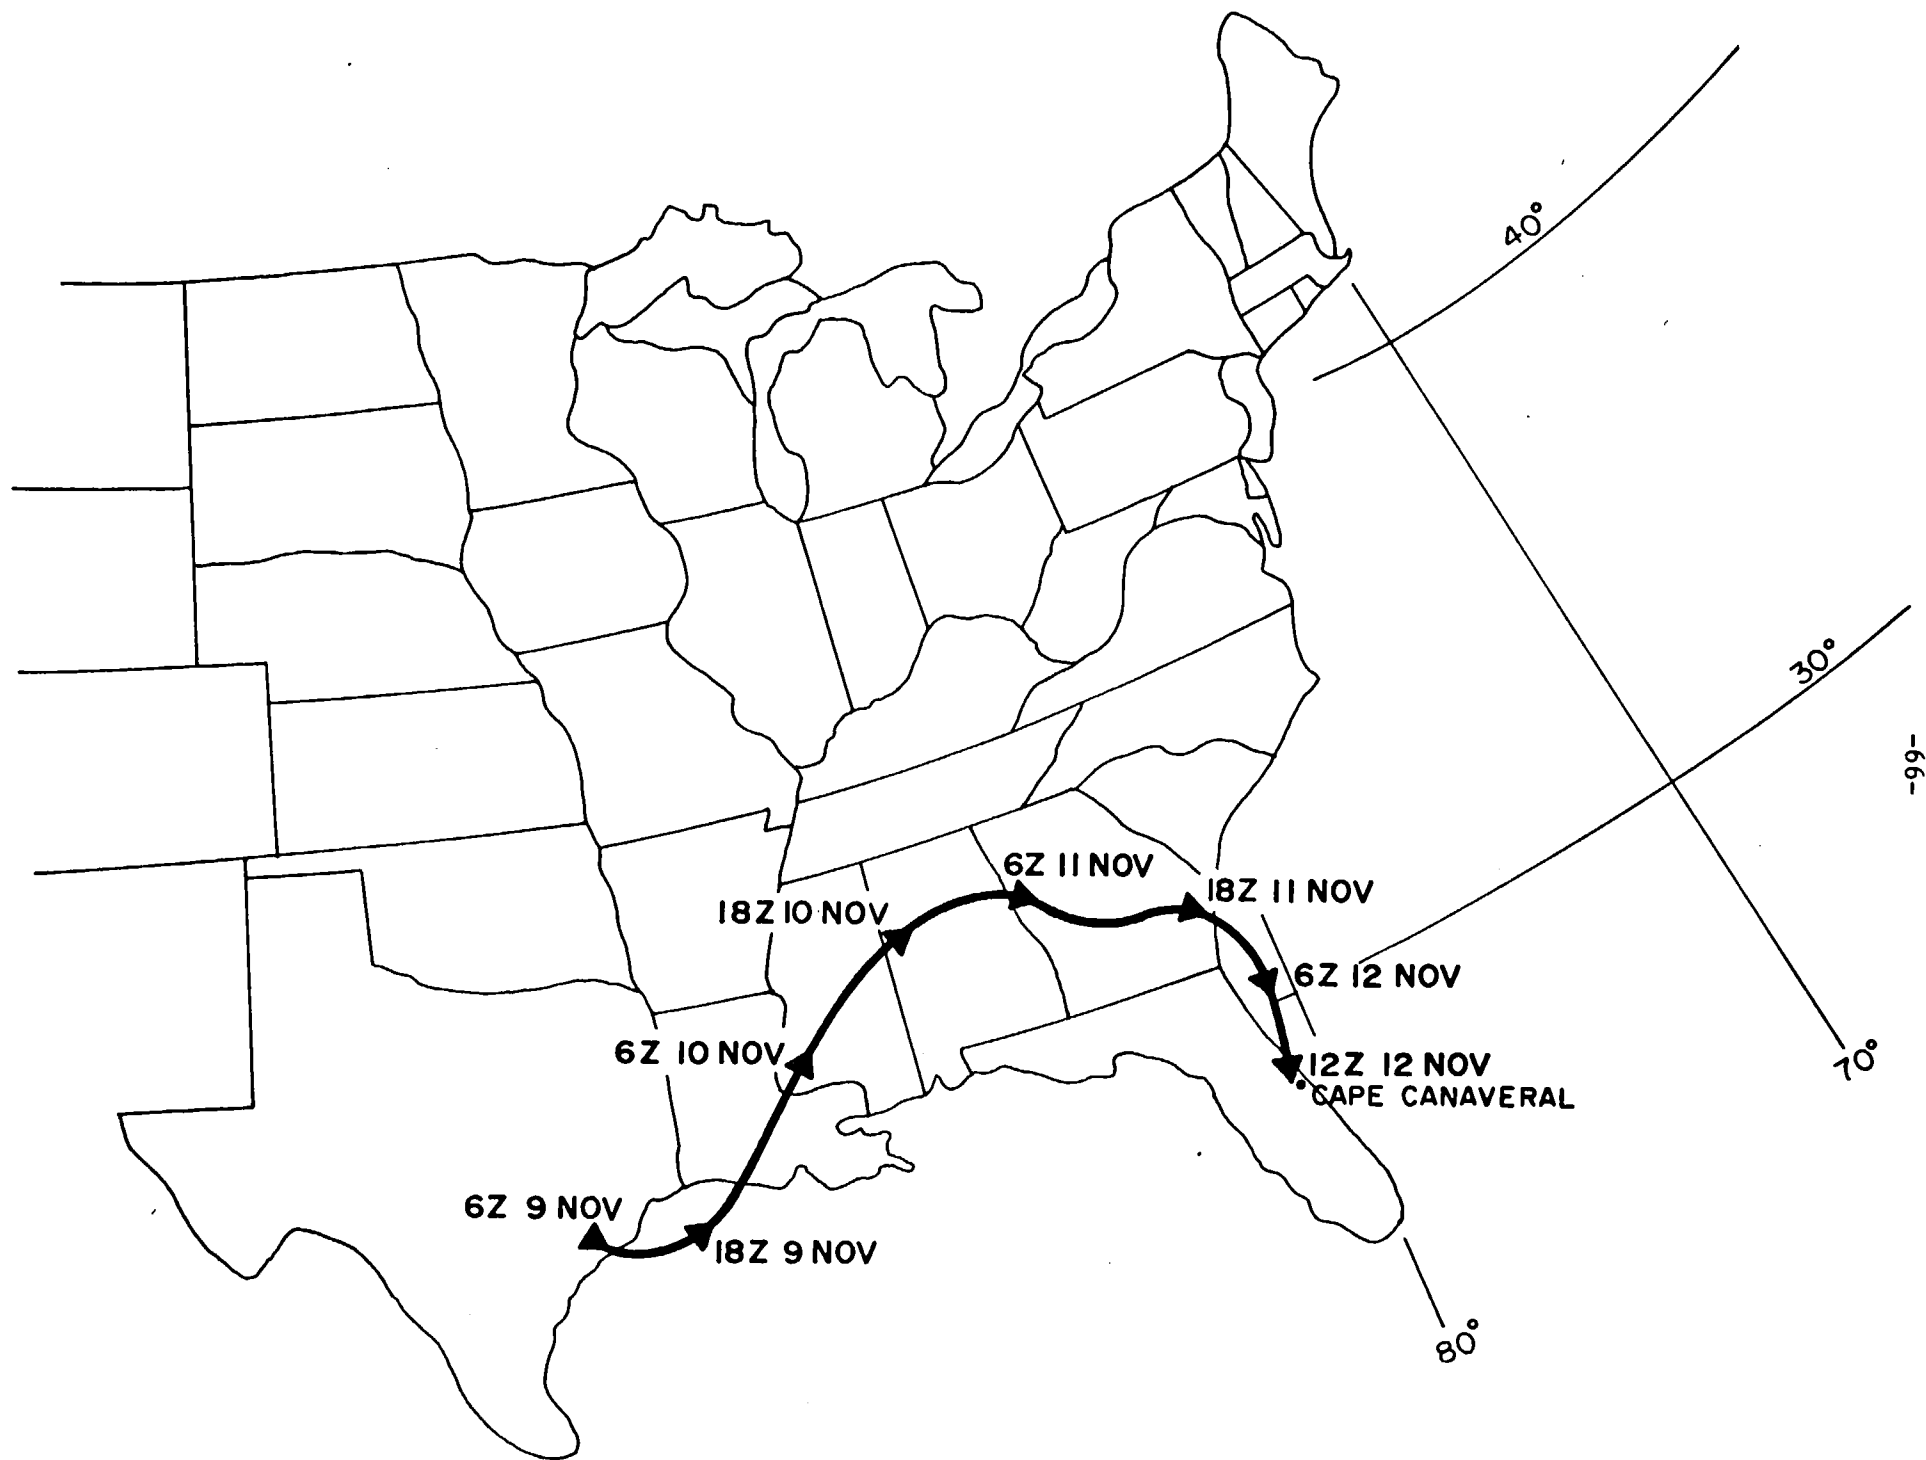 40°
30°
-66-
6Z 11 NOV
18Z 11 NOV
18Z 10 NOV
6Z 12 NOV
6Z 10 NOV
12Z 12 NOV
CAPE CANAVERAL
70°
6Z 9 NOV
18Z 9 NOV
80°